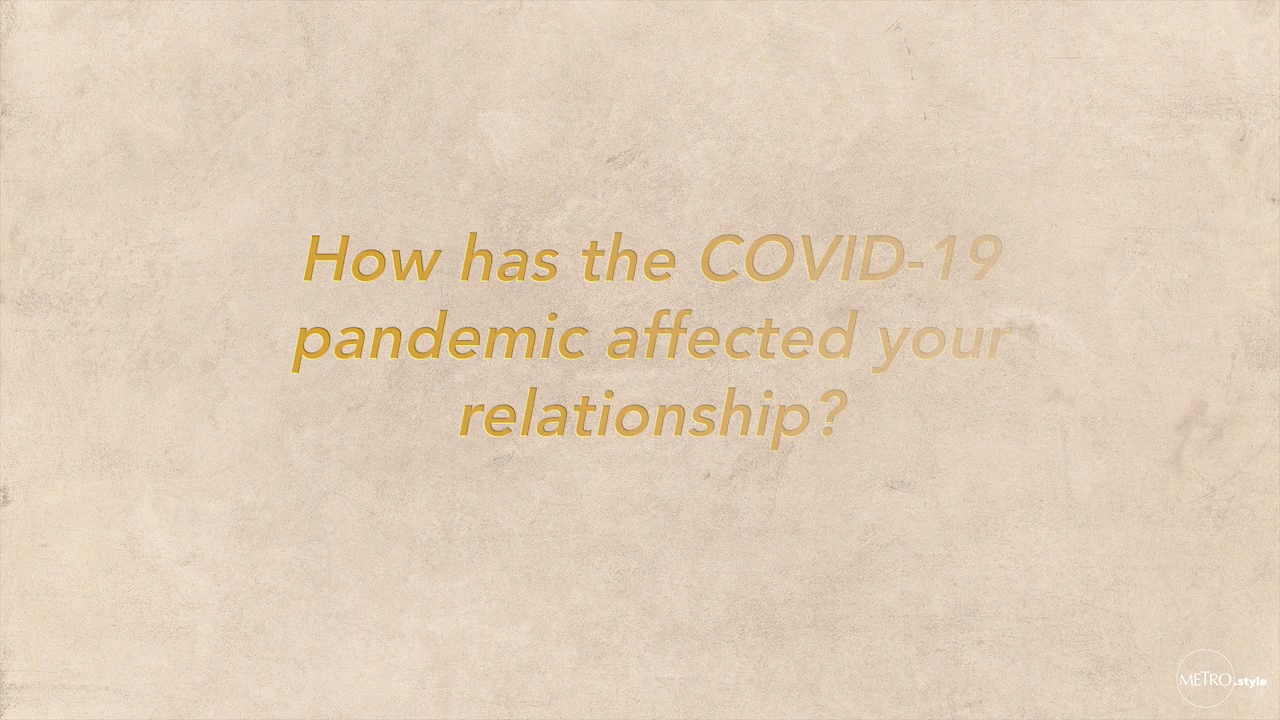 How has the COVID-19
pandemic affected your
relationship?
METRO.style